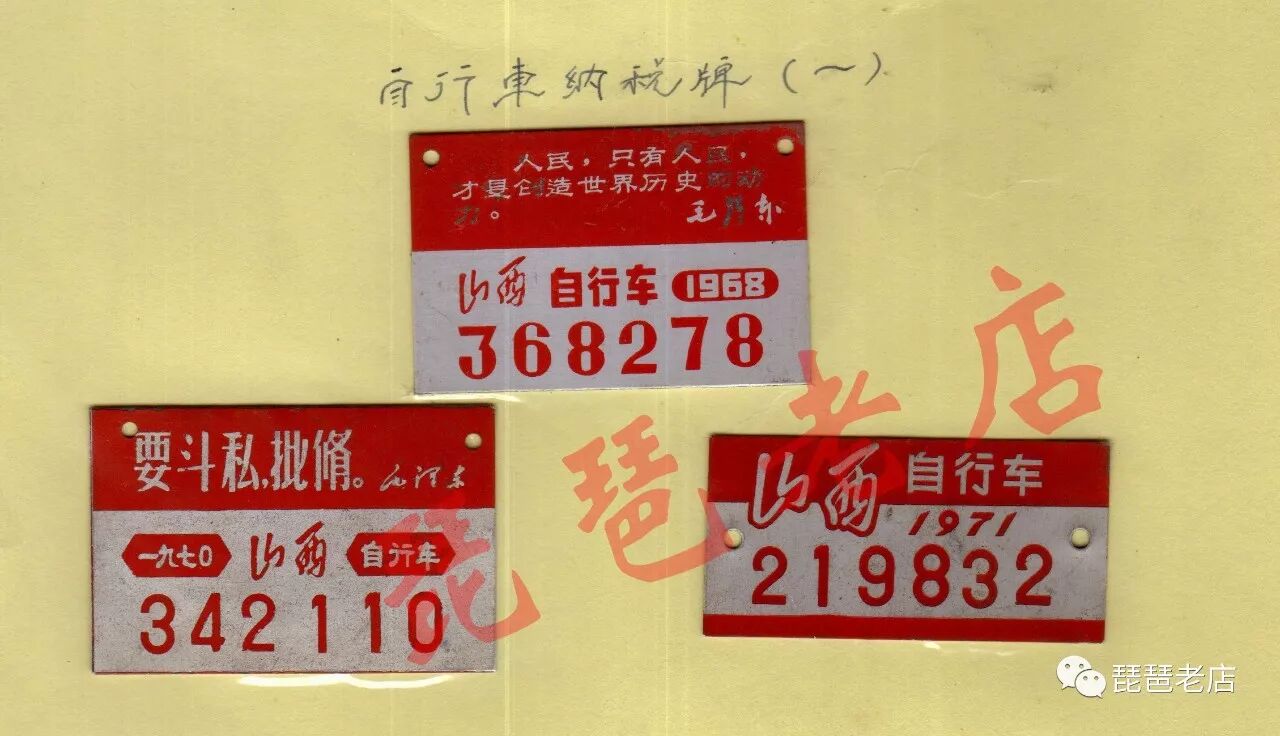 自行車納税牌(一)
人民，只有人民，
才是创造世界历史的动
力。 毛泽东
山西 自行车 1968
368278
要斗私,批修。毛泽东
一九七0 山西 自行车
342110
山西 自行车
1971
219832
琵琶老店
琵琶老店